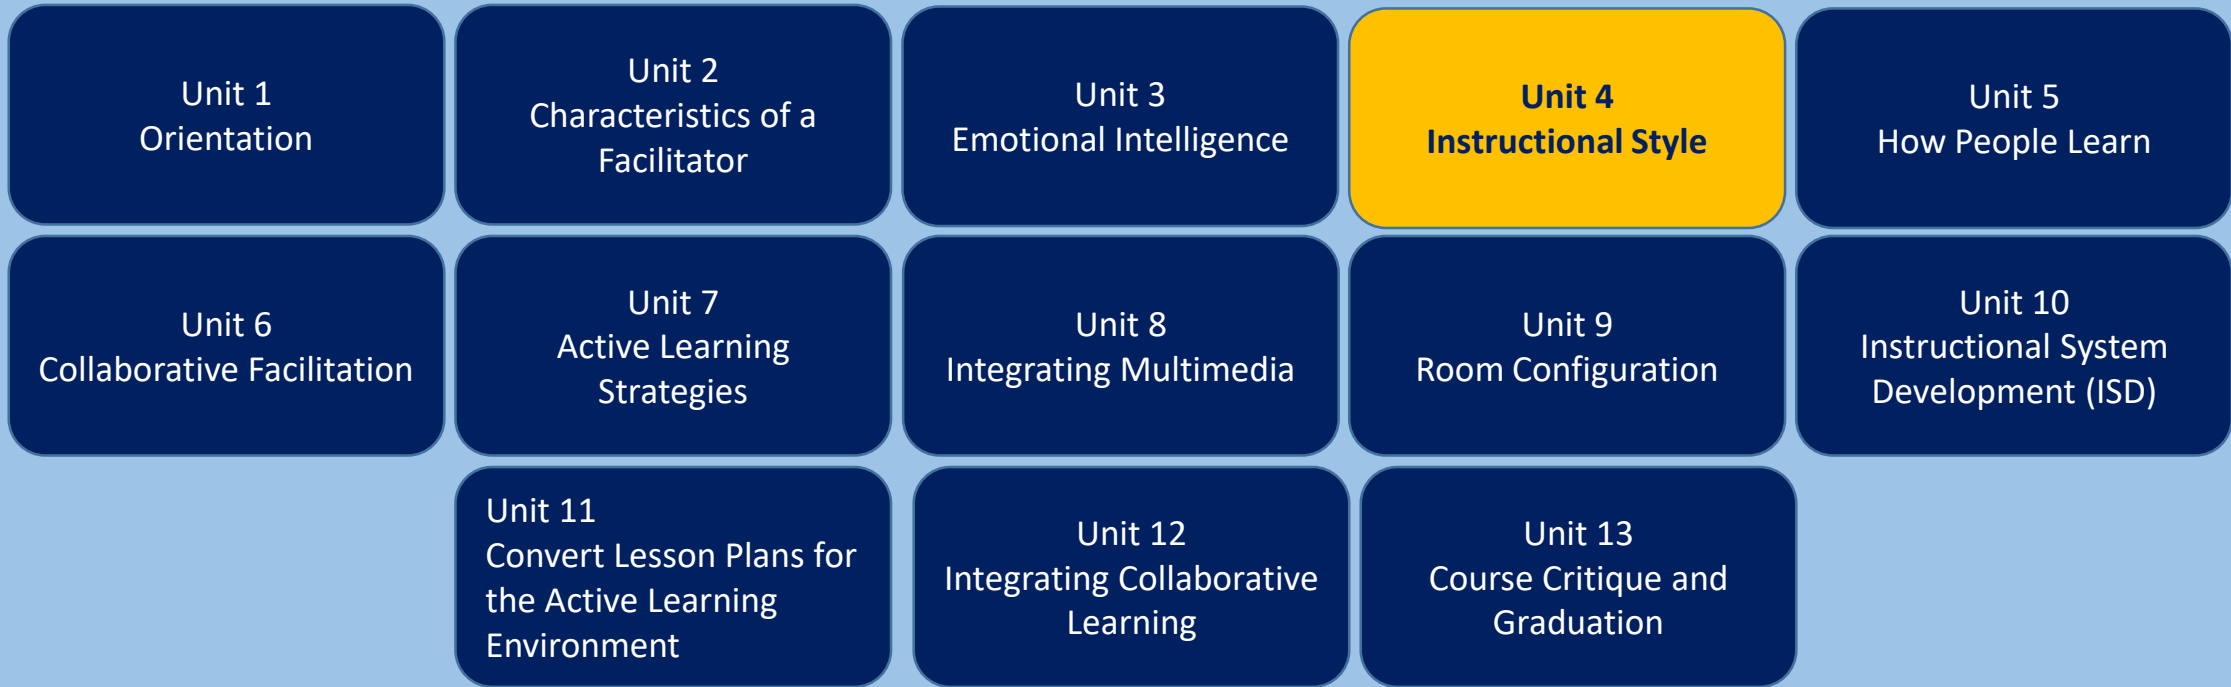 Unit 1
Orientation
Unit 2
Characteristics of a
Facilitator
Unit 3
Emotional Intelligence
Unit 4
Instructional Style
Unit 5
How People Learn
Unit 6
Collaborative Facilitation
Unit 7
Active Learning
Strategies
Unit 8
Integrating Multimedia
Unit 9
Room Configuration
Unit 10
Instructional System
Development (ISD)
Unit 11
Convert Lesson Plans for
the Active Learning
Environment
Unit 12
Integrating Collaborative
Learning
Unit 13
Course Critique and
Graduation